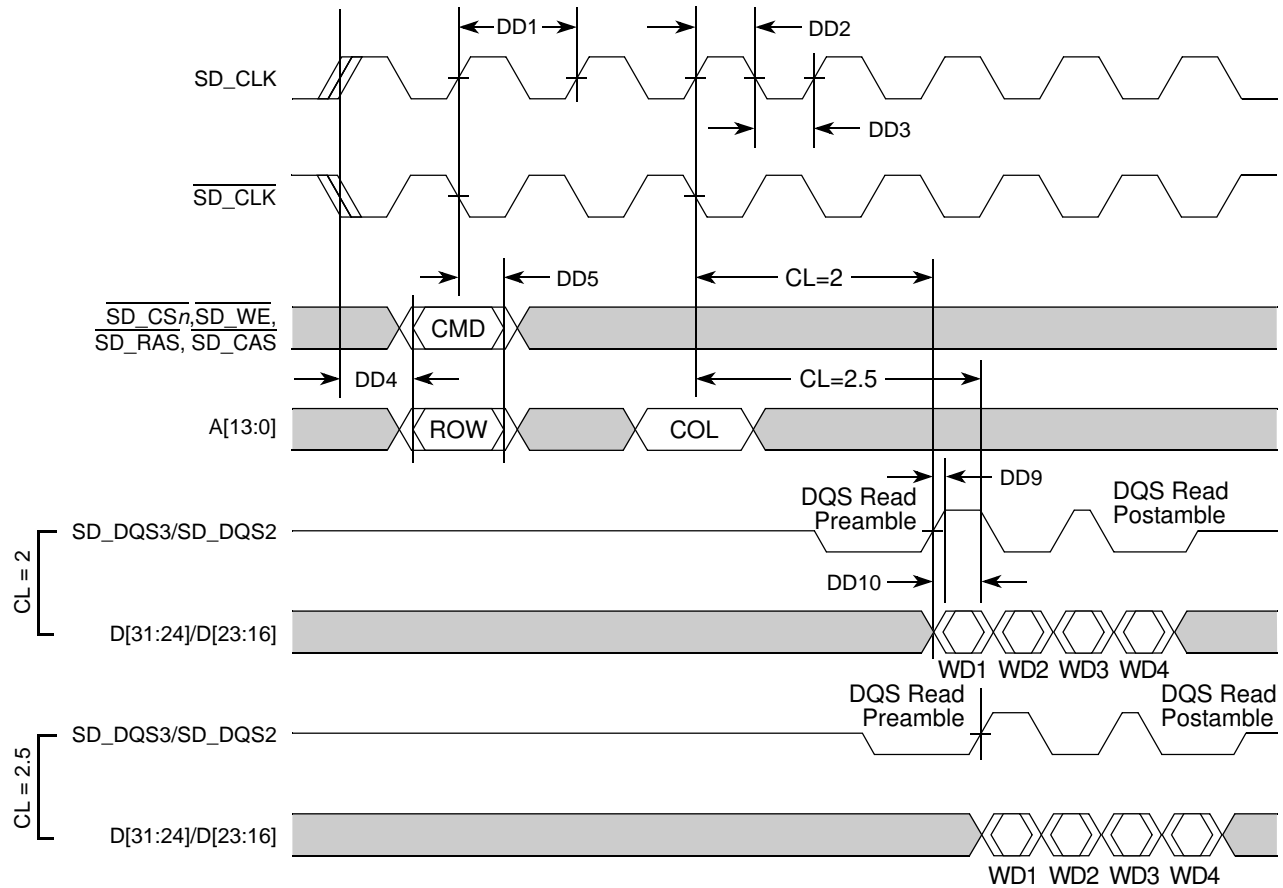 DD1
DD2
SD_CLK
DD3
SD_CLK
DD5
CL=2
SD_CSn,SD_WE,
SD_RAS, SD_CAS
CMD
DD4
CL=2.5
A[13:0]
ROW
COL
DD9
DQS Read
Preamble
DQS Read
Postamble
CL = 2
SD_DQS3/SD_DQS2
DD10
D[31:24]/D[23:16]
WD1 WD2 WD3 WD4
DQS Read
Preamble
DQS Read
Postamble
CL = 2.5
SD_DQS3/SD_DQS2
D[31:24]/D[23:16]
WD1 WD2 WD3 WD4